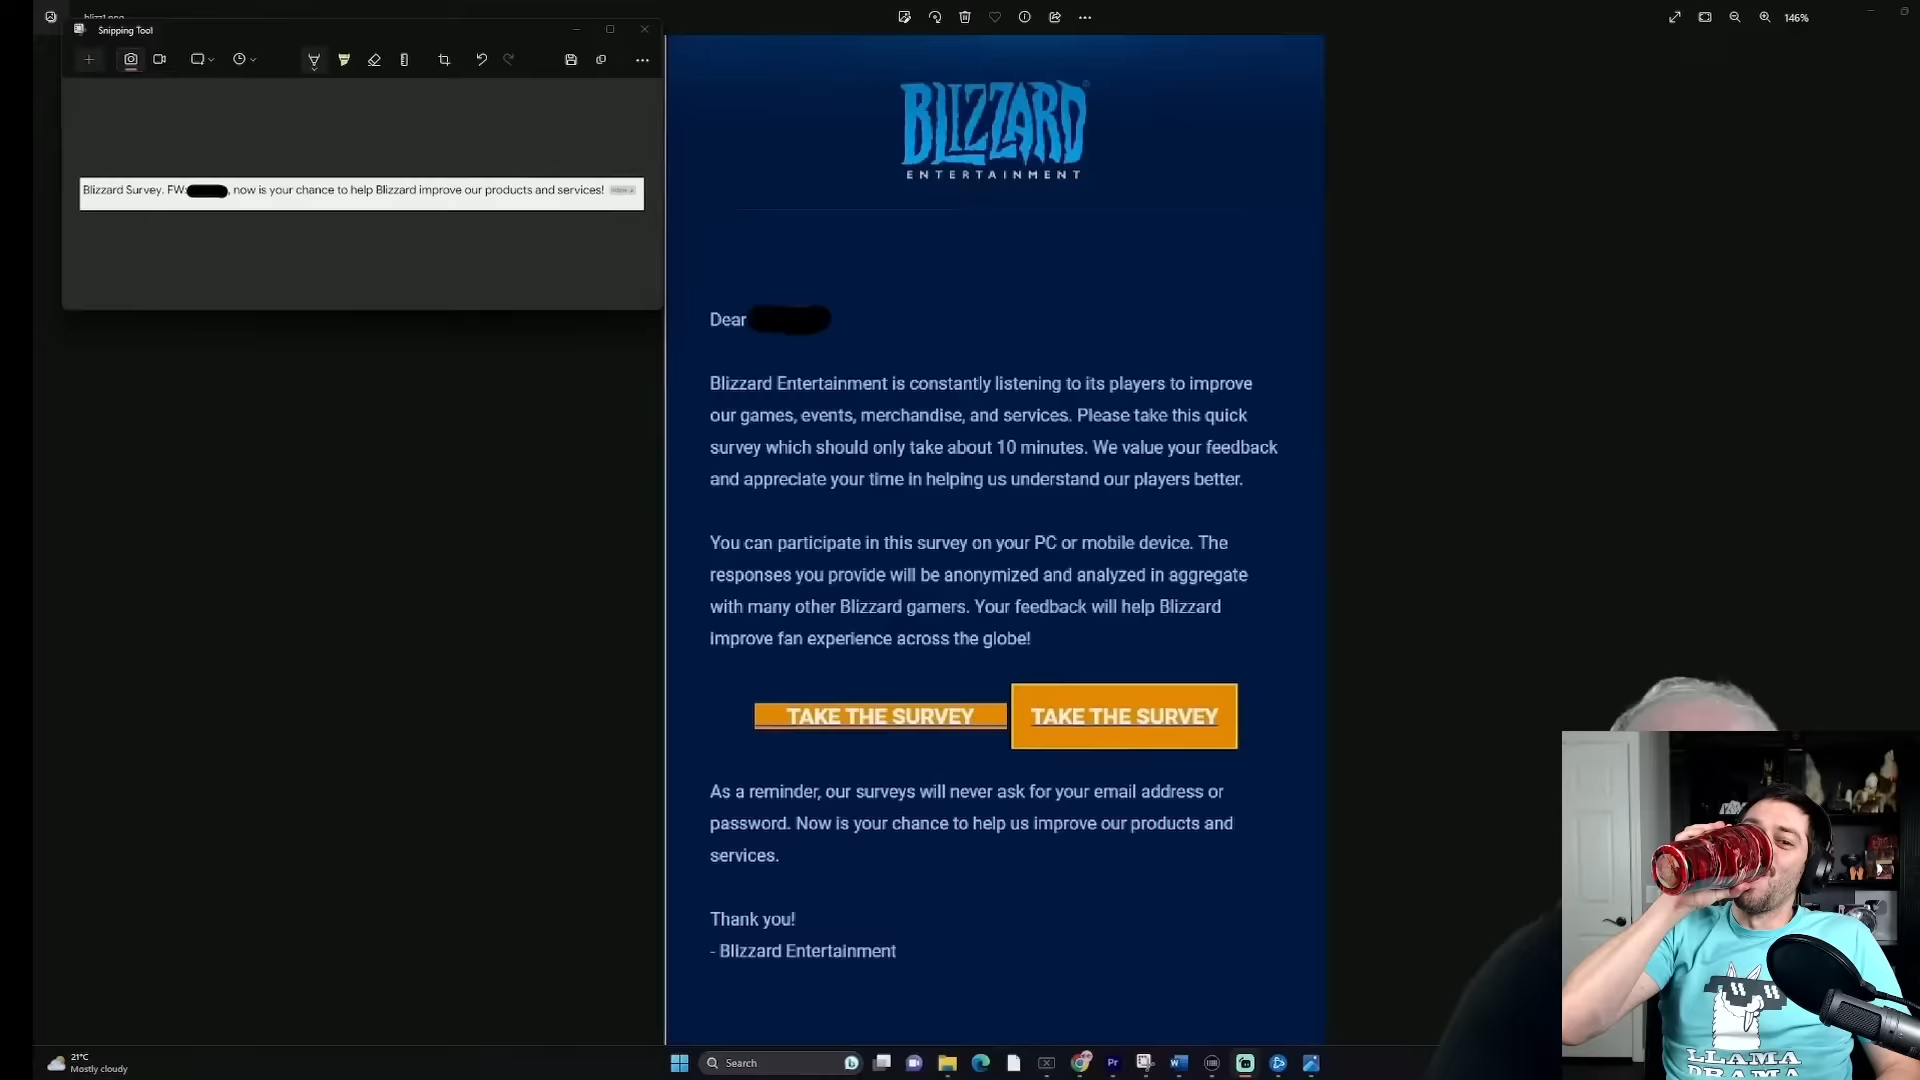 Snipping Tool
146%
Blizzard Survey. FW: , now is your chance to help Blizzard improve our products and services!
BLIZZARD
ENTERTAINMENT
Dear
Blizzard Entertainment is constantly listening to its players to improve
our games, events, merchandise, and services. Please take this quick
survey which should only take about 10 minutes. We value your feedback
and appreciate your time in helping us understand our players better.
You can participate in this survey on your PC or mobile device. The
responses you provide will be anonymized and analyzed in aggregate
with many other Blizzard gamers. Your feedback will help Blizzard
improve fan experience across the globe!
TAKE THE SURVEY TAKE THE SURVEY
As a reminder, our surveys will never ask for your email address or
password. Now is your chance to help us improve our products and
services.
Thank you!
- Blizzard Entertainment
LLAMA
DRAMA
21°C
Mostly cloudy
Search
Pr